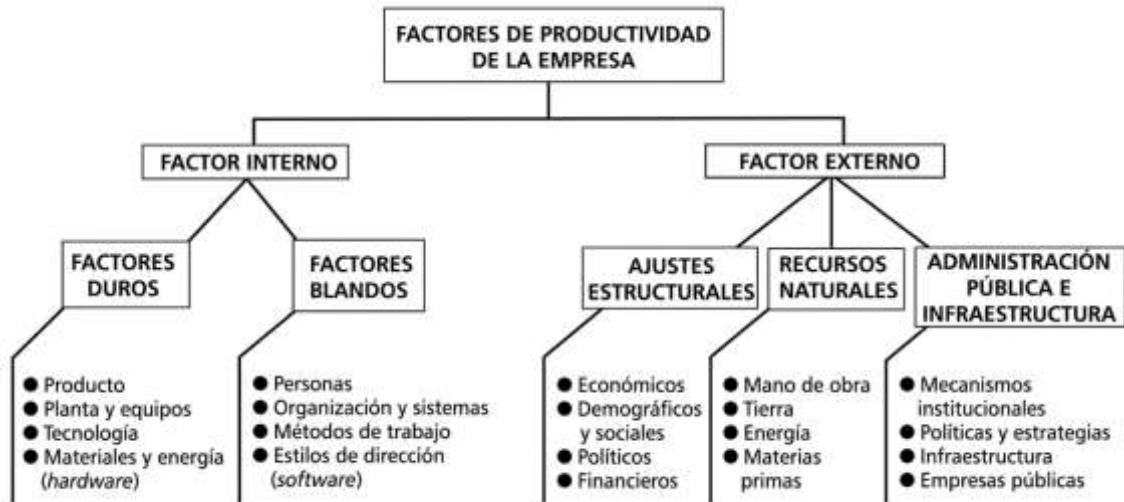 FACTORES DE PRODUCTIVIDAD
DE LA EMPRESA
FACTOR INTERNO
FACTOR EXTERNO
FACTORES
DUROS
FACTORES
BLANDOS
AJUSTES
ESTRUCTURALES
RECURSOS
NATURALES
ADMINISTRACIÓN
PÚBLICA E
INFRAESTRUCTURA
● Producto
● Planta y equipos
● Tecnología
● Materiales y energía
(hardware)
● Personas
● Organización y sistemas
● Métodos de trabajo
● Estilos de dirección
(software)
● Económicos
● Demográficos
y sociales
● Políticos
● Financieros
● Mano de obra
● Tierra
● Energía
● Materias
primas
● Mecanismos
institucionales
● Políticas y estrategias
● Infraestructura
● Empresas públicas